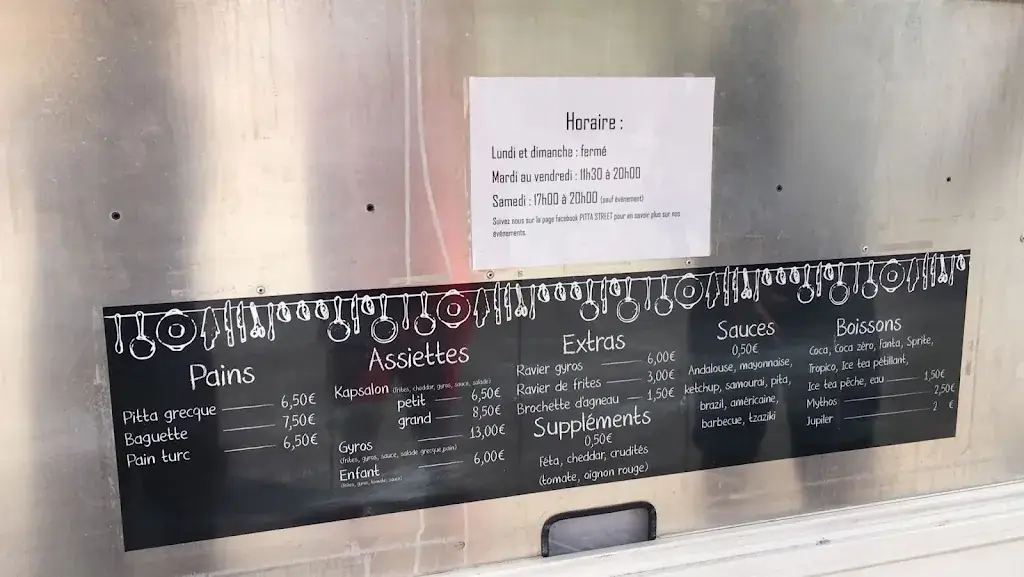 Horaire :
Lundi et dimanche : fermé
Mardi au vendredi : 11h30 à 20h00
Samedi : 17h00 à 20h00 (sauf évènement)
Suivez nous sur la page facebook PITTA STREET pour en savoir plus sur nos
évènements.
Pains
Pitta grecque 6,50€
Baguette 7,50€
Pain turc 6,50€
Assiettes
Kapsalon (frites, cheddar, gyros, sauce, salade)
petit 6,50€
grand 8,50€
Gyros 13,00€
(frites, gyros, sauce, salade grecque, pain)
Enfant 6,00€
Extras
Ravier gyros 6,00€
Ravier de frites 3,00€
Brochette d'agneau 1,50€
Suppléments
0,50€
Féta, cheddar, crudités
(tomate, oignon rouge)
Sauces
0,50€
Andalouse, mayonnaise,
ketchup, samourai, pita,
brazil, américaine,
barbecue, tzaziki
Boissons
Coca, Coca zèro, Fanta, Sprite,
Tropico, Ice tea pétillant,
Ice tea pêche, eau 1,50€
Mythos 2,50€
Jupiler 2 €